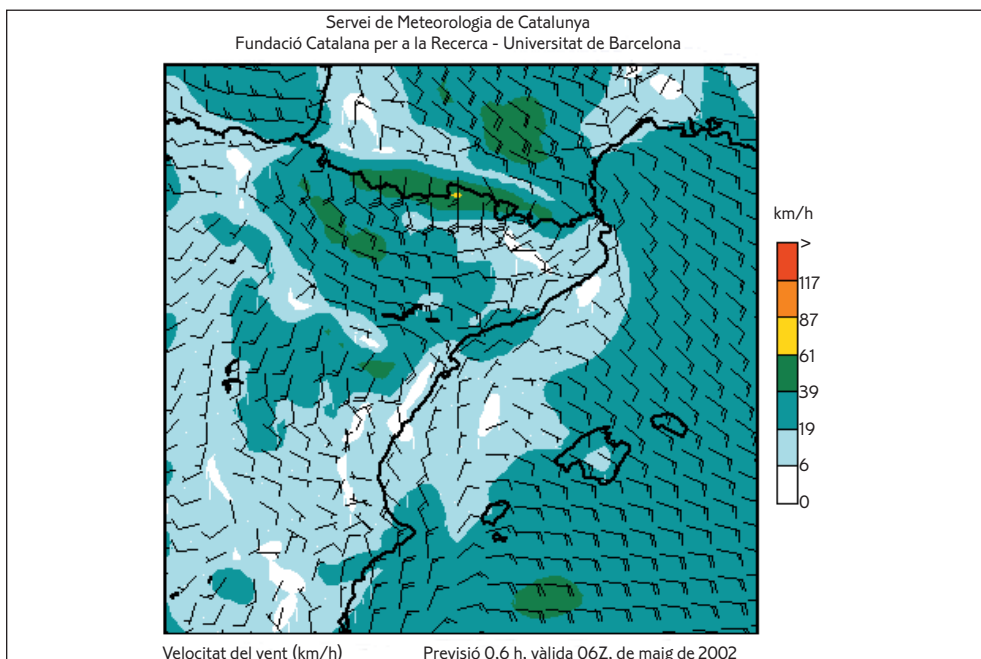 Servei de Meteorologia de Catalunya
Fundació Catalana per a la Recerca - Universitat de Barcelona
km/h
>
117
87
61
39
19
6
0
Velocitat del vent (km/h)
Previsió 0,6 h, vàlida 06Z, de maig de 2002